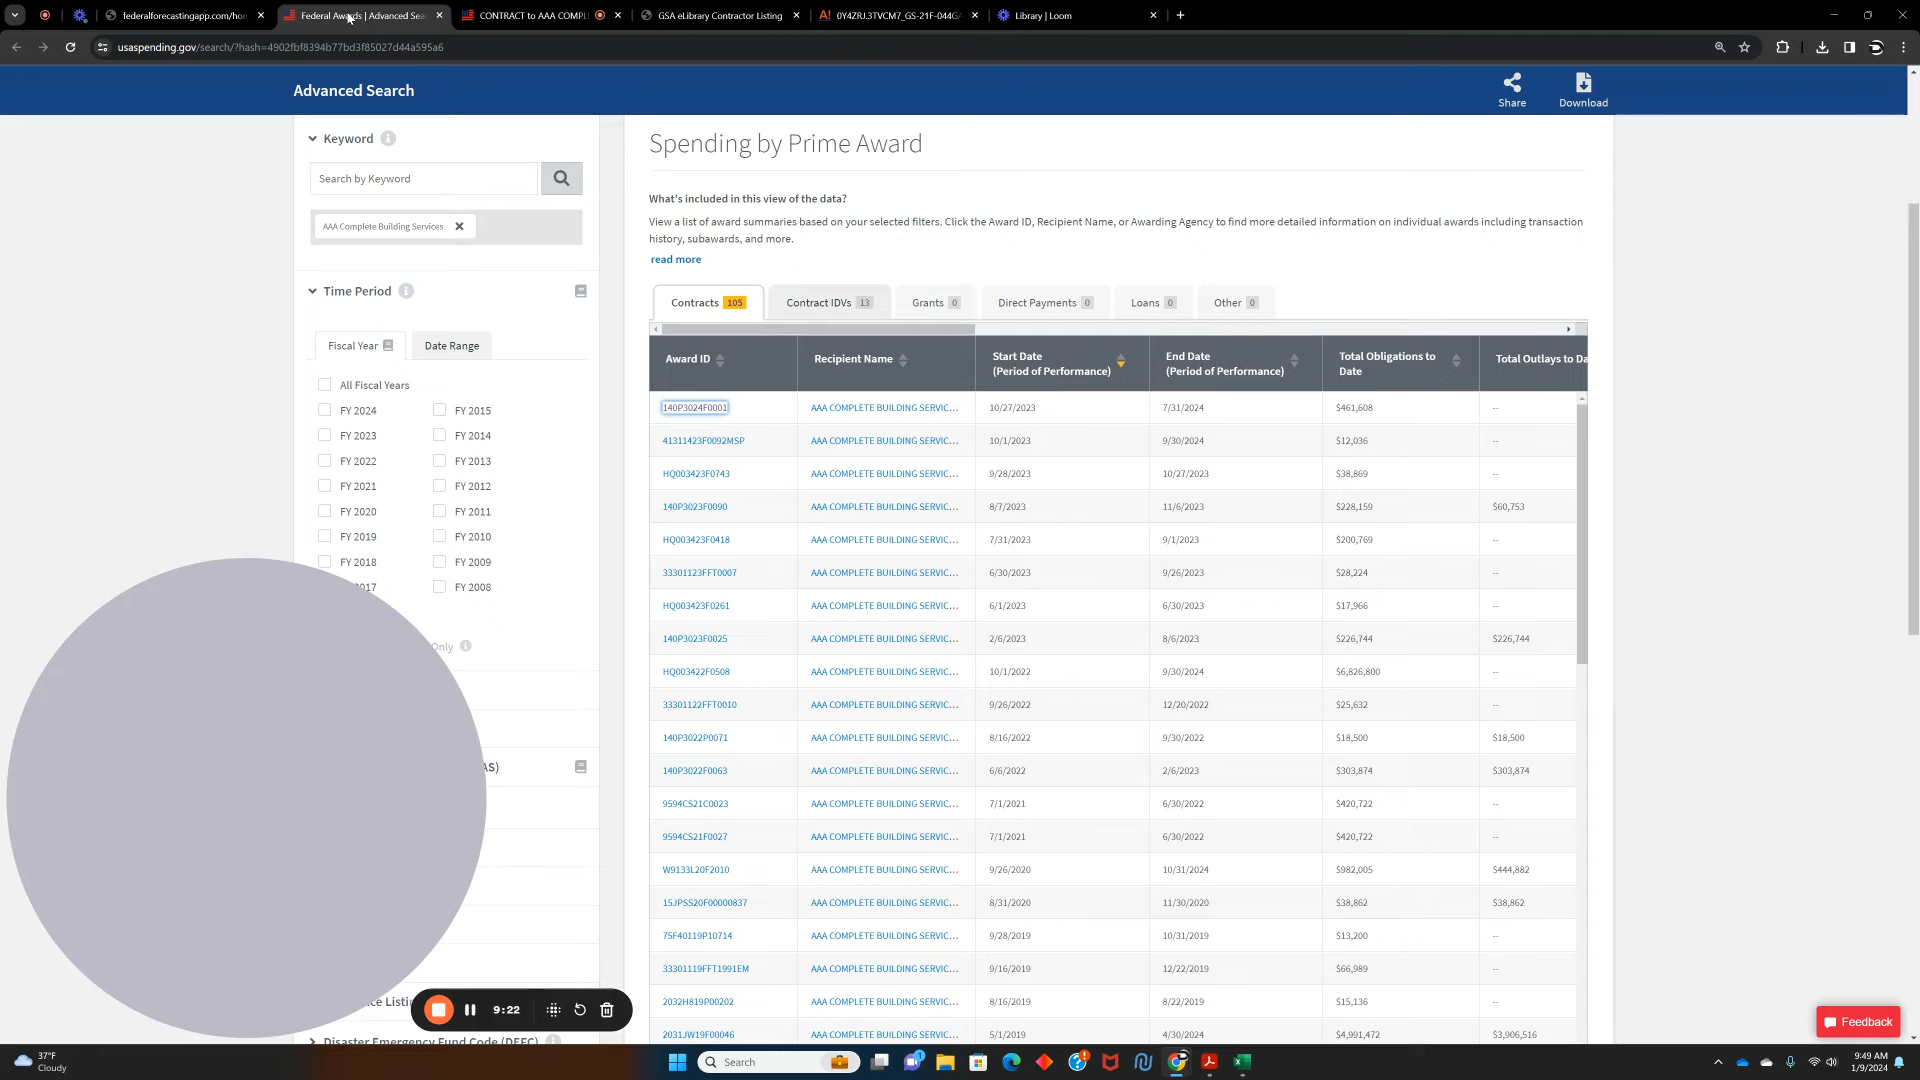 federalforecastingapp.com/hon
Federal Awards | Advanced Sea
CONTRACT to AAA COMPL
GSA eLibrary Contractor Listing
0Y4ZRJ.3TVCM7_GS-21F-044GA
Library | Loom
usaspending.gov/search/?hash=4902fbf8394b77bd3f85027d44a595a6
Advanced Search
Share
Download
Keyword
Search by Keyword
AAA Complete Building Services
Time Period
Fiscal Year
Date Range
All Fiscal Years
FY 2024
FY 2015
FY 2023
FY 2014
FY 2022
FY 2013
FY 2021
FY 2012
FY 2020
FY 2011
FY 2019
FY 2010
FY 2018
FY 2009
2017
FY 2008
Only
AS)
ce Listi
Disaster Emergency Fund Code (DEFC)
Spending by Prime Award
What's included in this view of the data?
View a list of award summaries based on your selected filters. Click the Award ID, Recipient Name, or Awarding Agency to find more detailed information on individual awards including transaction
history, subawards, and more.
read more
Contracts 105
Contract IDVs 13
Grants 0
Direct Payments 0
Loans 0
Other 0
Award ID
Recipient Name
Start Date
(Period of Performance)
End Date
(Period of Performance)
Total Obligations to
Date
Total Outlays to Da
140P3024F0001 AAA COMPLETE BUILDING SERVIC... 10/27/2023 7/31/2024 $461,608 --
41311423F0092MSP AAA COMPLETE BUILDING SERVIC... 10/1/2023 9/30/2024 $12,036 --
HQ003423F0743 AAA COMPLETE BUILDING SERVIC... 9/28/2023 10/27/2023 $38,869 --
140P3023F0090 AAA COMPLETE BUILDING SERVIC... 8/7/2023 11/6/2023 $228,159 $60,753
HQ003423F0418 AAA COMPLETE BUILDING SERVIC... 7/31/2023 9/1/2023 $200,769 --
33301123FFT0007 AAA COMPLETE BUILDING SERVIC... 6/30/2023 9/26/2023 $28,224 --
HQ003423F0261 AAA COMPLETE BUILDING SERVIC... 6/1/2023 6/30/2023 $17,966 --
140P3023F0025 AAA COMPLETE BUILDING SERVIC... 2/6/2023 8/6/2023 $226,744 $226,744
HQ003422F0508 AAA COMPLETE BUILDING SERVIC... 10/1/2022 9/30/2024 $6,826,800 --
33301122FFT0010 AAA COMPLETE BUILDING SERVIC... 9/26/2022 12/20/2022 $25,632 --
140P3022P0071 AAA COMPLETE BUILDING SERVIC... 8/16/2022 9/30/2022 $18,500 $18,500
140P3022F0063 AAA COMPLETE BUILDING SERVIC... 6/6/2022 2/6/2023 $303,874 $303,874
9594CS21C0023 AAA COMPLETE BUILDING SERVIC... 7/1/2021 6/30/2022 $420,722 --
9594CS21F0027 AAA COMPLETE BUILDING SERVIC... 7/1/2021 6/30/2022 $420,722 --
W9133L20F2010 AAA COMPLETE BUILDING SERVIC... 9/26/2020 10/31/2024 $982,005 $444,882
15JPSS20F00000837 AAA COMPLETE BUILDING SERVIC... 8/31/2020 11/30/2020 $38,862 $38,862
75F40119P10714 AAA COMPLETE BUILDING SERVIC... 9/28/2019 10/31/2019 $13,200 --
33301119FFT1991EM AAA COMPLETE BUILDING SERVIC... 9/16/2019 12/22/2019 $66,989 --
2032H819P00202 AAA COMPLETE BUILDING SERVIC... 8/16/2019 8/22/2019 $15,136 --
2031JW19F00046 AAA COMPLETE BUILDING SERVIC... 5/1/2019 4/30/2024 $4,991,472 $3,906,516
9:22
Feedback
37°F
Cloudy
Search
9:49 AM
1/9/2024